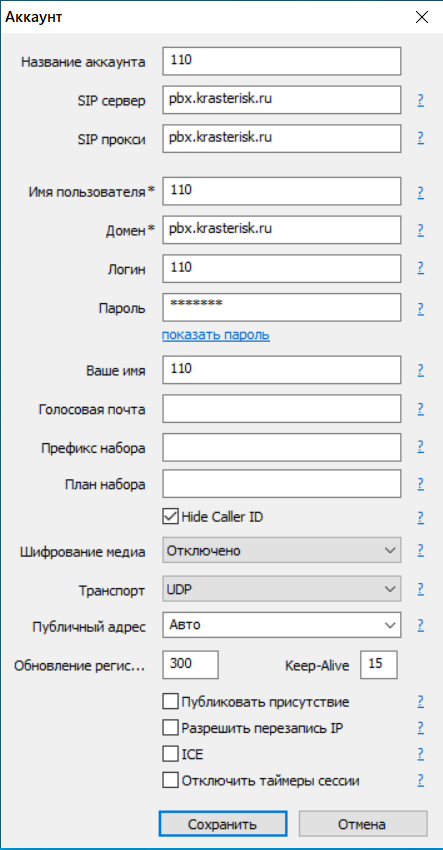 Аккаунт
Название аккаунта 110
SIP сервер pbx.krasterisk.ru ?
SIP прокси pbx.krasterisk.ru ?
Имя пользователя* 110 ?
Домен* pbx.krasterisk.ru ?
Логин 110 ?
Пароль ******* ?
показать пароль
Ваше имя 110 ?
Голосовая почта ?
Префикс набора ?
План набора ?
Hide Caller ID ?
Шифрование медиа Отключено ?
Транспорт UDP ?
Публичный адрес Авто ?
Обновление регис... 300 Keep-Alive 15
Публиковать присутствие ?
Разрешить перезапись IP ?
ICE ?
Отключить таймеры сессии ?
Сохранить Отмена